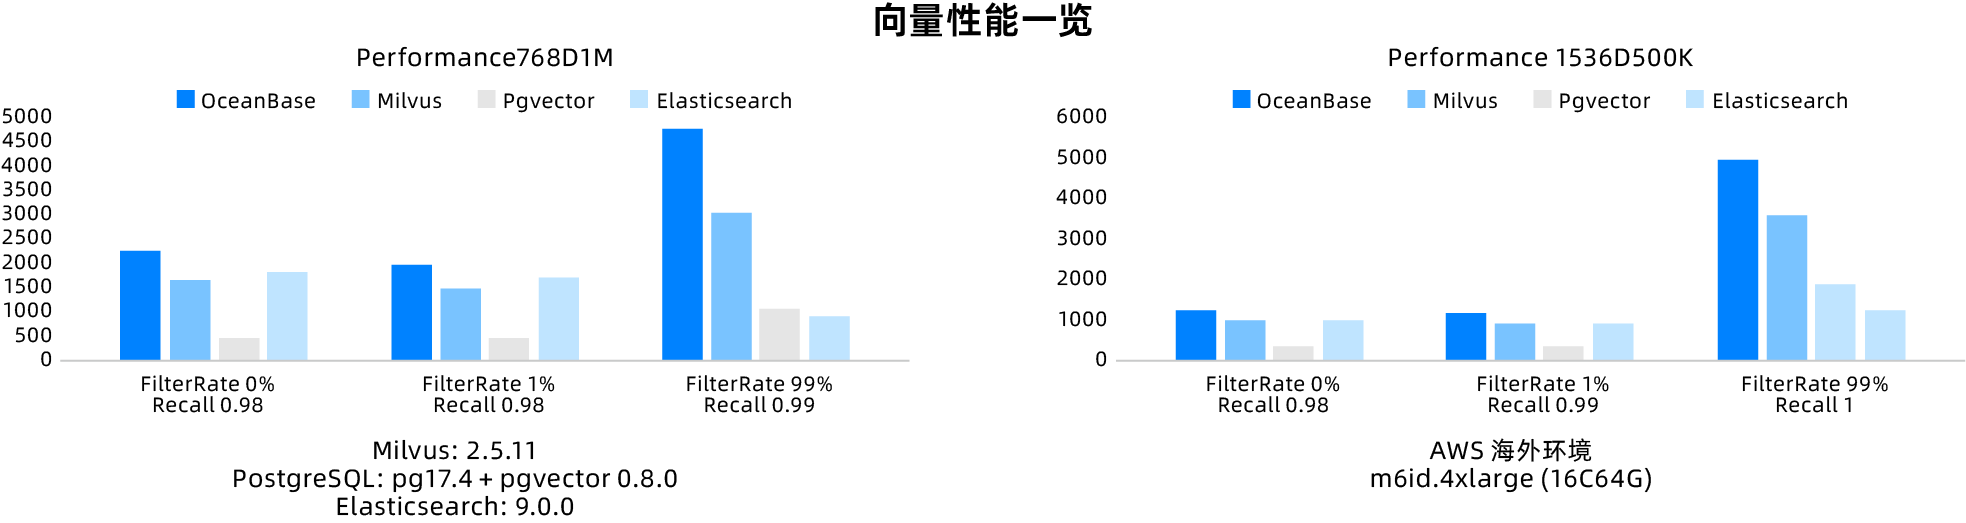 向量性能一览
Performance768D1M
OceanBase Milvus Pgvector Elasticsearch
5000
4500
4000
3500
3000
2500
2000
1500
1000
500
0
FilterRate 0%
Recall 0.98
FilterRate 1%
Recall 0.98
FilterRate 99%
Recall 0.99
Milvus: 2.5.11
PostgreSQL: pg17.4 + pgvector 0.8.0
Elasticsearch: 9.0.0
Performance 1536D500K
OceanBase Milvus Pgvector Elasticsearch
6000
5000
4000
3000
2000
1000
0
FilterRate 0%
Recall 0.98
FilterRate 1%
Recall 0.99
FilterRate 99%
Recall 1
AWS 海外环境
m6id.4xlarge (16C64G)